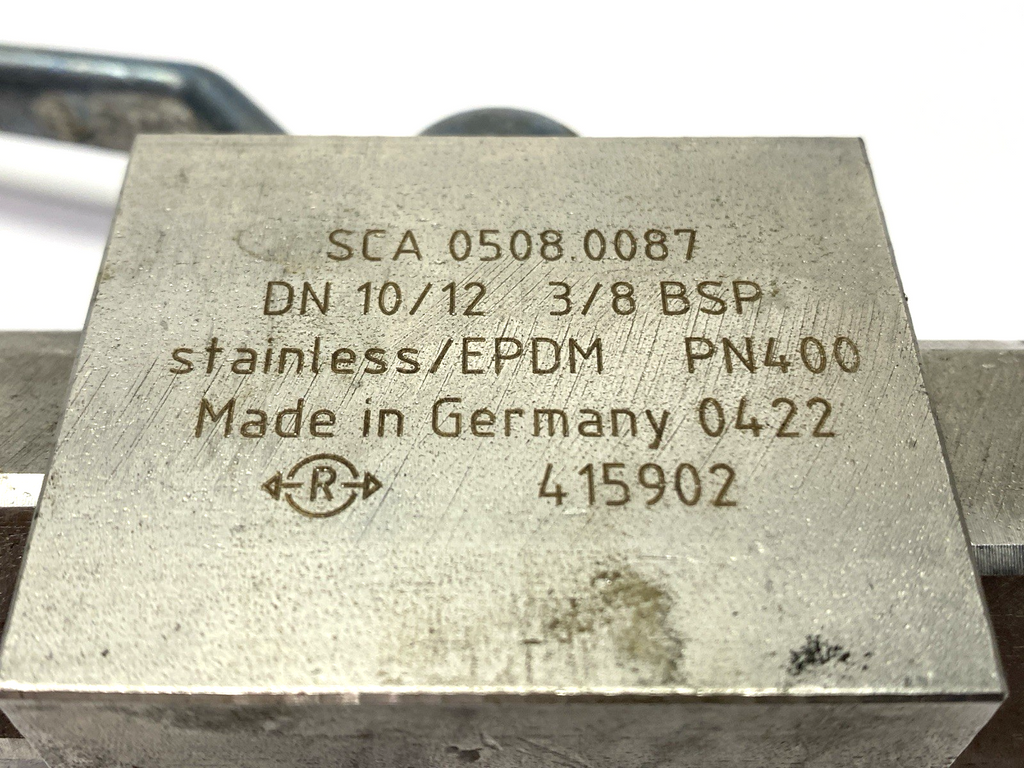 SCA 0508.0087
DN 10/12 3/8 BSP
stainless/EPDM PN400
Made in Germany 0422
R 415902